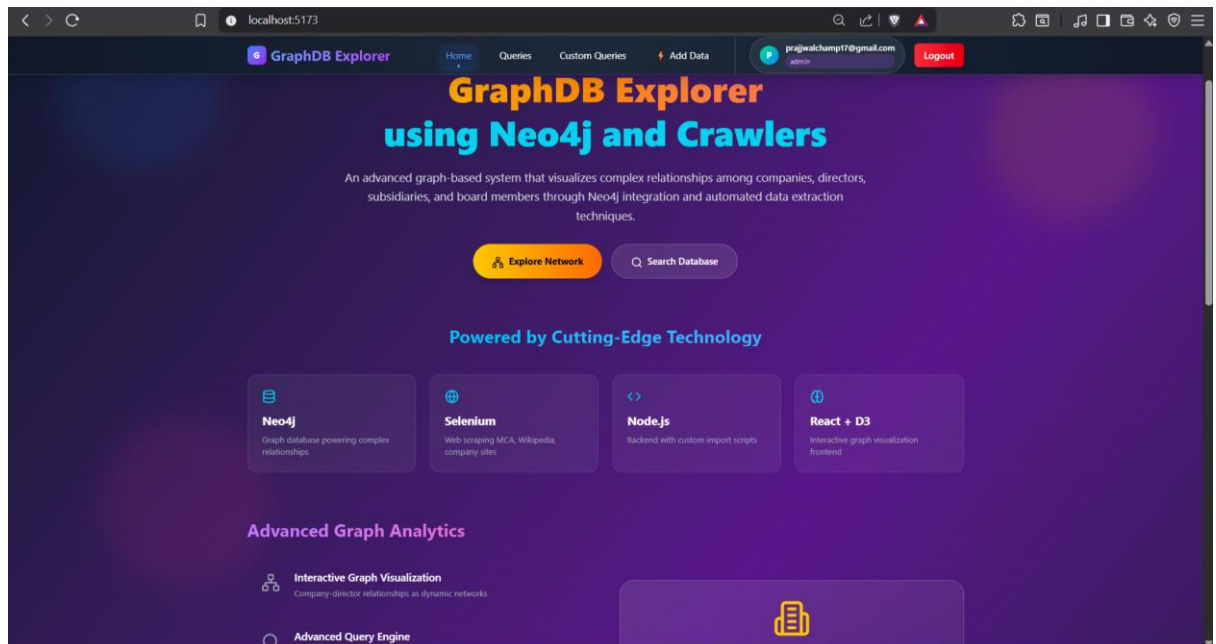 localhost:5173
G GraphDB Explorer
Home
Queries
Custom Queries
Add Data
P
prajjwalchamp17@gmail.com
admin
Logout
GraphDB Explorer
using Neo4j and Crawlers
An advanced graph-based system that visualizes complex relationships among companies, directors,
subsidiaries, and board members through Neo4j integration and automated data extraction
techniques.
Explore Network
Search Database
Powered by Cutting-Edge Technology
Neo4j
Graph database powering complex
relationships
Selenium
Web scraping MCA, Wikipedia,
company sites
Node.js
Backend with custom import scripts
React + D3
Interactive graph visualization
frontend
Advanced Graph Analytics
Interactive Graph Visualization
Company-director relationships as dynamic networks
Advanced Query Engine